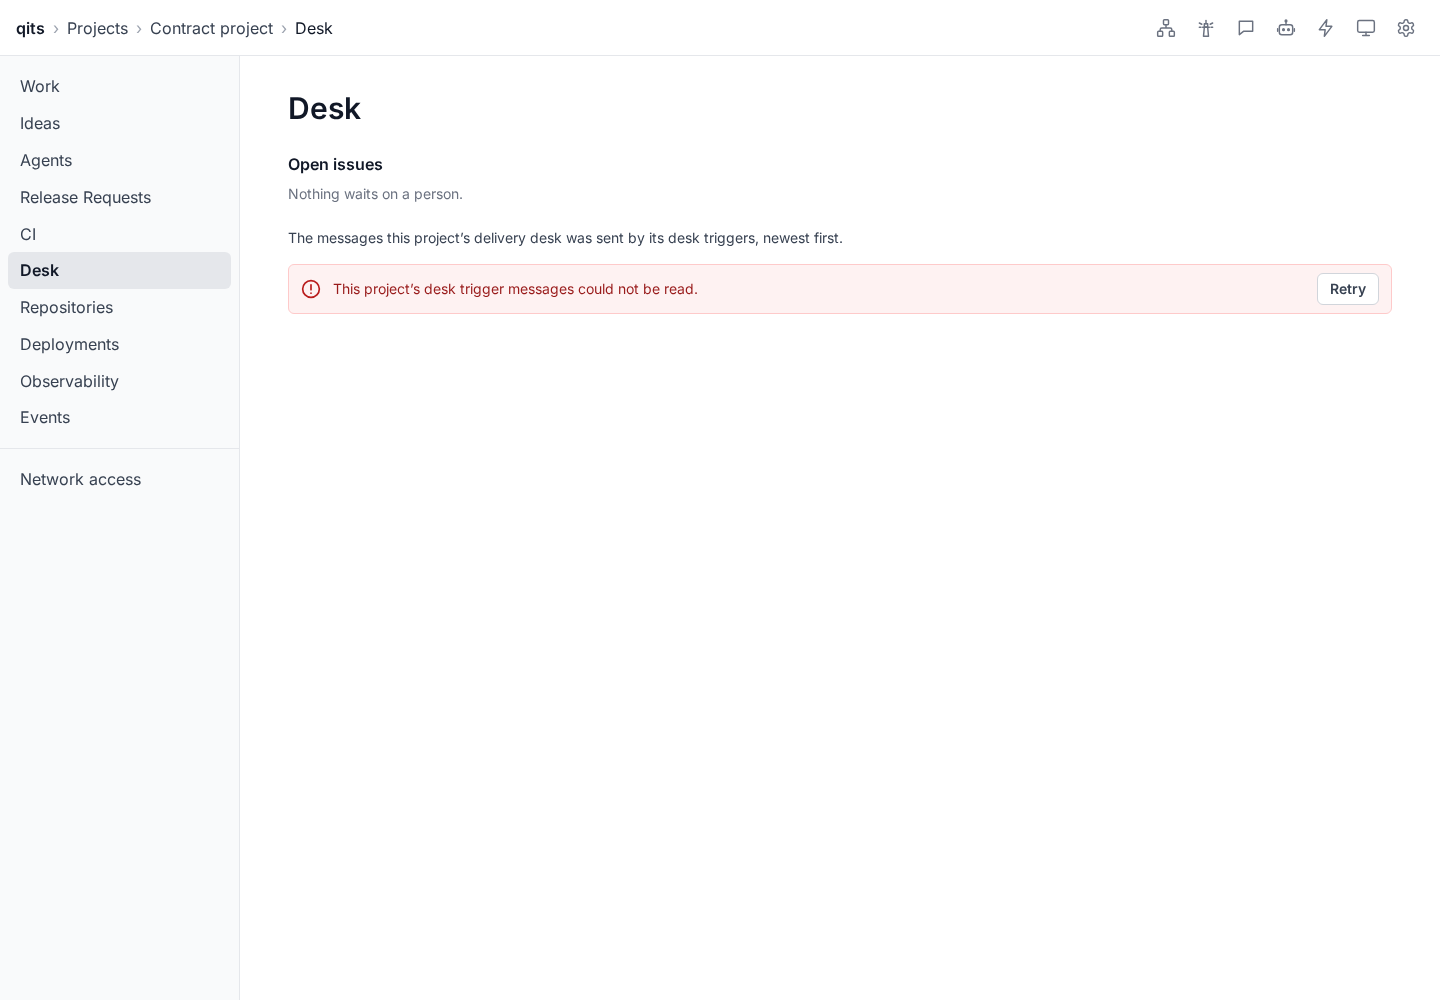 qits › Projects › Contract project › Desk
Work
Ideas
Agents
Release Requests
CI
Desk
Repositories
Deployments
Observability
Events
Network access
Desk
Open issues
Nothing waits on a person.
The messages this project’s delivery desk was sent by its desk triggers, newest first.
This project’s desk trigger messages could not be read.
Retry